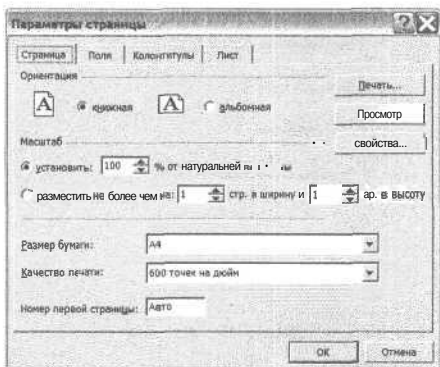 Параметры страницы
Страница Поля Колонтитулы Лист
Ориентация
А книжная А альбомная
Печать...
Просмотр
свойства...
Масштаб
установить: 100 % от натуральней
разместить не более чем на: 1 стр. в ширину и 1 ар. в высоту
Размер бумаги: А4
Качество печати: 600 точек на дюйм
Номер первой страницы: Авто
ОК Отмена